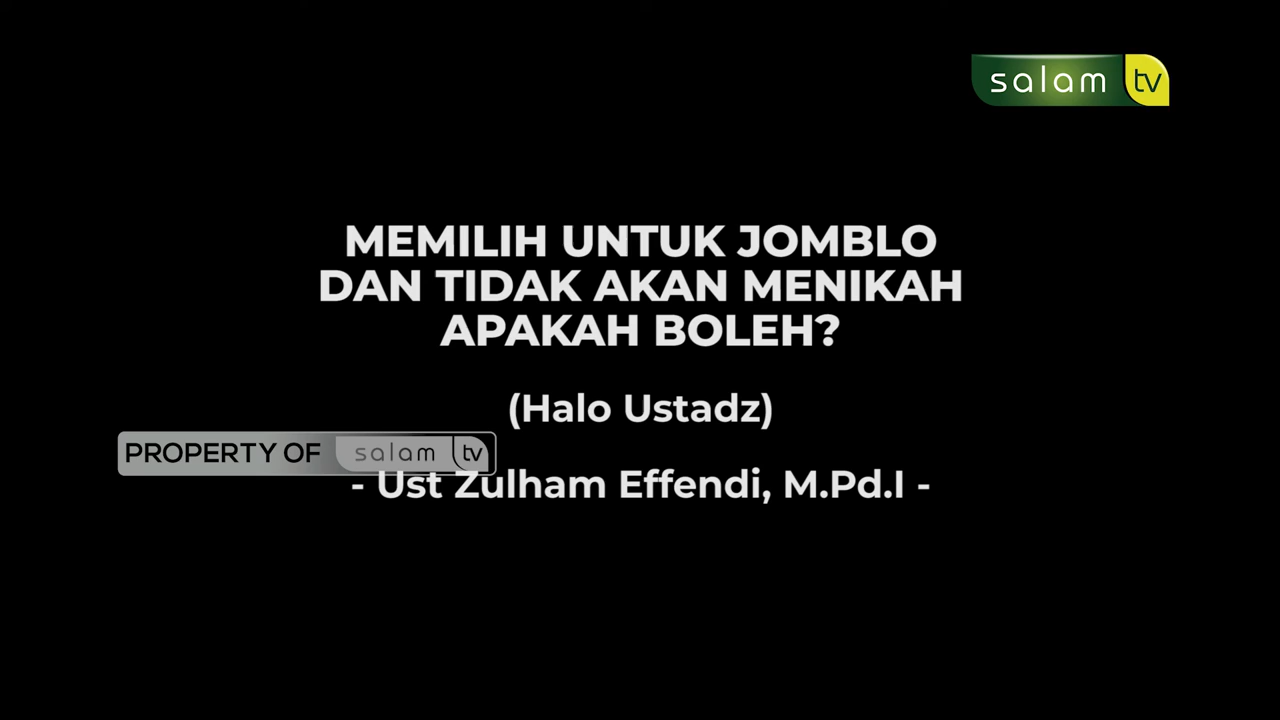 salam tv
MEMILIH UNTUK JOMBLO
DAN TIDAK AKAN MENIKAH
APAKAH BOLEH?
(Halo Ustadz)
PROPERTY OF salam tv
- Ust Zulham Effendi, M.Pd.I -